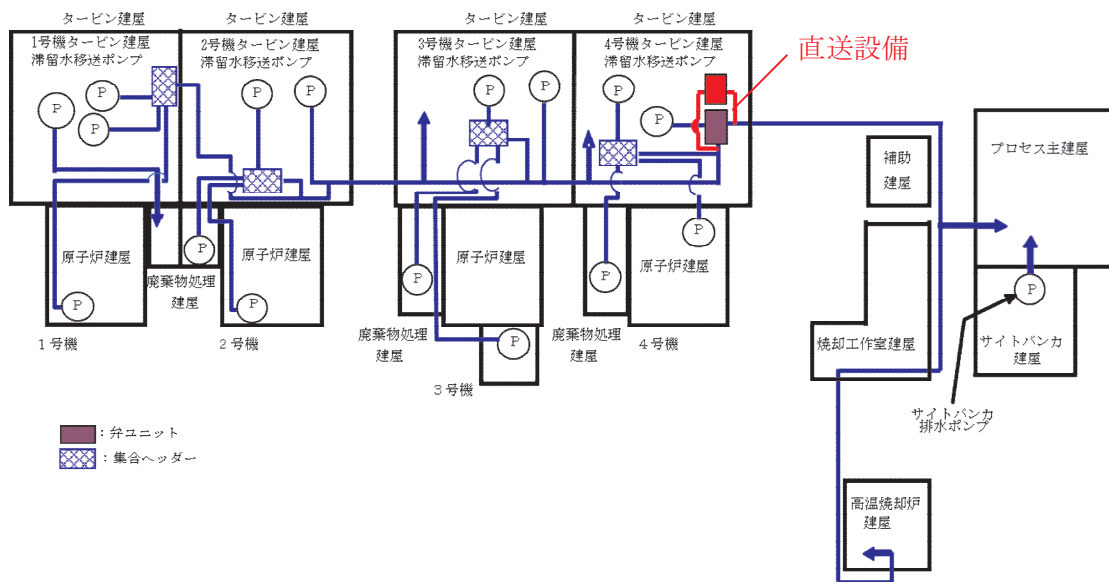 タービン建屋
タービン建屋
タービン建屋
タービン建屋
1号機タービン建屋
滞留水移送ポンプ
2号機タービン建屋
滞留水移送ポンプ
3号機タービン建屋
滞留水移送ポンプ
4号機タービン建屋
滞留水移送ポンプ
直送設備
P
P
P
P
P
P
P
P
P
補助
建屋
プロセス主建屋
原子炉建屋
P
P
原子炉建屋
P
原子炉建屋
P
P
原子炉建屋
P
P
廃棄物処理
建屋
廃棄物処理
建屋
廃棄物処理
建屋
1号機
2号機
3号機
P
4号機
焼却工作室建屋
サイトバンカ
建屋
サイトバンカ
排水ポンプ
:弁ユニット
:集合ヘッダー
高温焼却炉
建屋